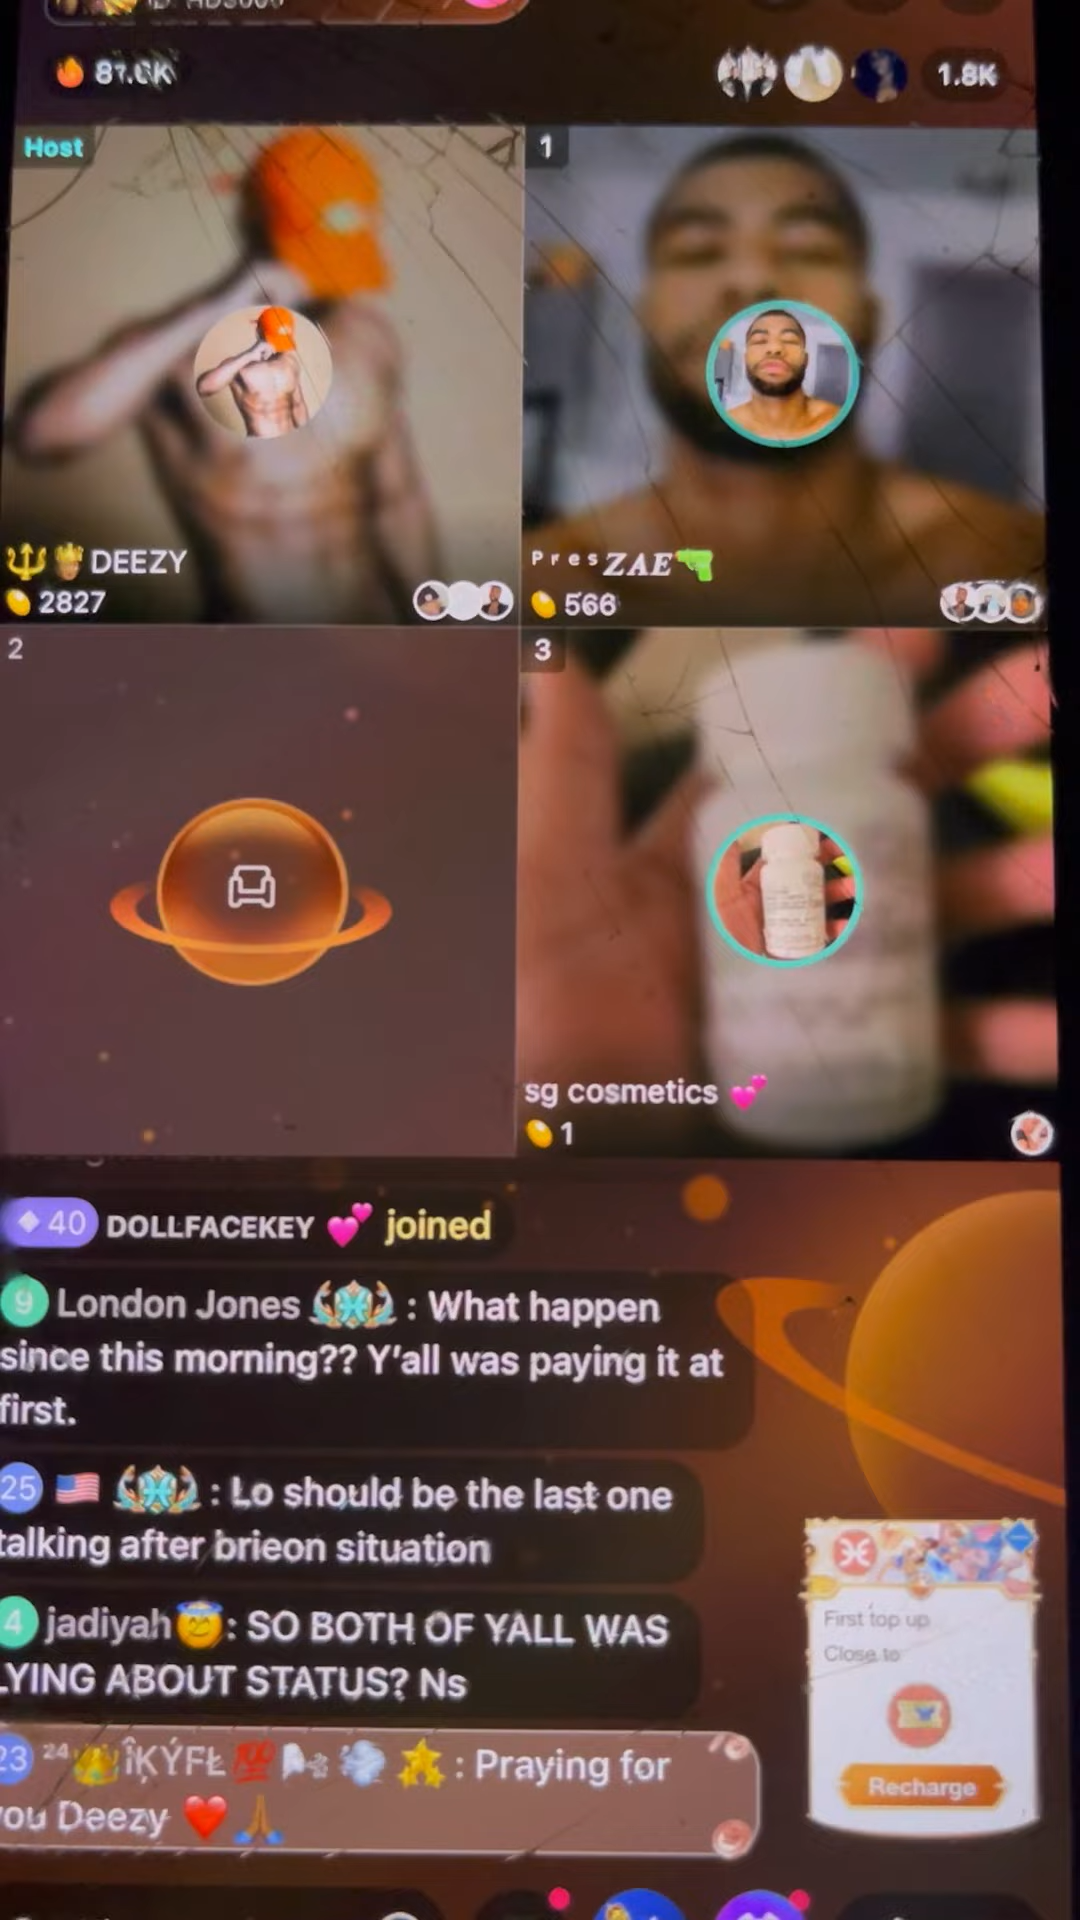 87.6K
1.8K
Host
1
DEEZY
2827
ᴾʳᵉˢZAE
566
2
3
sg cosmetics
1
40 DOLLFACEKEY joined
9 London Jones : What happen
since this morning?? Y'all was paying it at
first.
25 : Lo should be the last one
talking after brieon situation
4 jadiyah : SO BOTH OF YALL WAS
LYING ABOUT STATUS? Ns
23 ²⁴ ÎĶÝFŁ : Praying for
you Deezy
First top up
Close to
Recharge